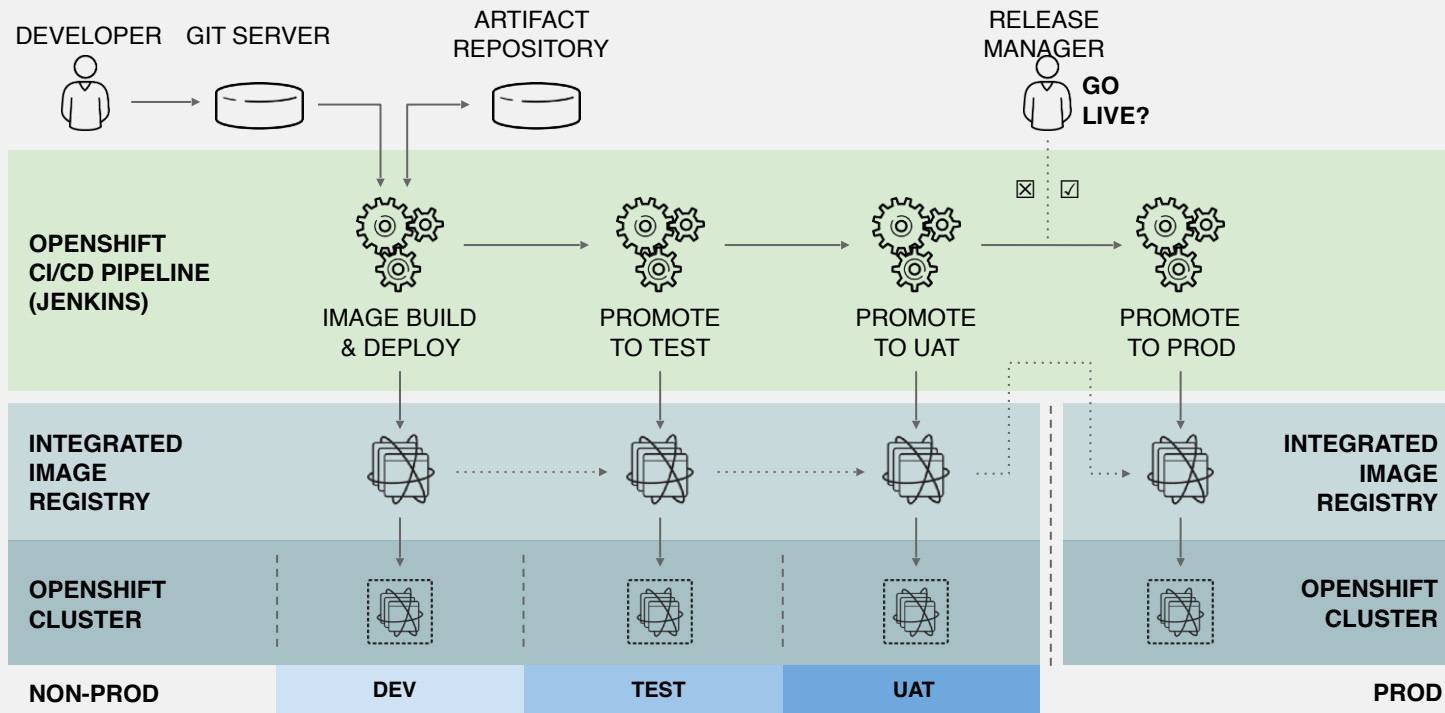 DEVELOPER
GIT SERVER
ARTIFACT
REPOSITORY
RELEASE
MANAGER
GO
LIVE?
OPENSHIFT
CI/CD PIPELINE
(JENKINS)
IMAGE BUILD
& DEPLOY
PROMOTE
TO TEST
PROMOTE
TO UAT
PROMOTE
TO PROD
INTEGRATED
IMAGE
REGISTRY
INTEGRATED
IMAGE
REGISTRY
OPENSHIFT
CLUSTER
OPENSHIFT
CLUSTER
NON-PROD
DEV
TEST
UAT
PROD